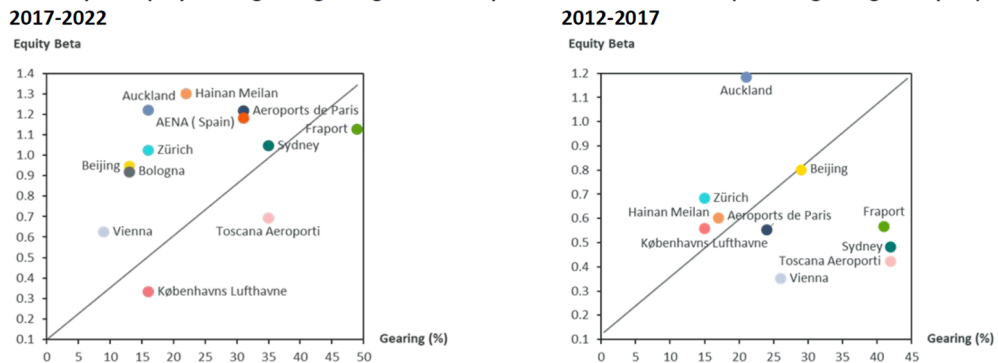 2017-2022
Equity Beta
1.4
1.3
1.2
1.1
1.0
0.9
0.8
0.7
0.6
0.5
0.4
0.3
0.2
0.1
0 5 10 15 20 25 30 35 40 45 50
Gearing (%)
Auckland
Hainan Meilan
Aeroports de Paris
AENA ( Spain)
Fraport
Sydney
Zürich
Beijing
Bologna
Vienna
Toscana Aeroporti
Københavns Lufthavne
2012-2017
Equity Beta
1.2
1.1
1.0
0.9
0.8
0.7
0.6
0.5
0.4
0.3
0.2
0.1
0 5 10 15 20 25 30 35 40 45
Gearing (%)
Auckland
Beijing
Zürich
Hainan Meilan
Aeroports de Paris
Fraport
Københavns Lufthavne
Sydney
Toscana Aeroporti
Vienna